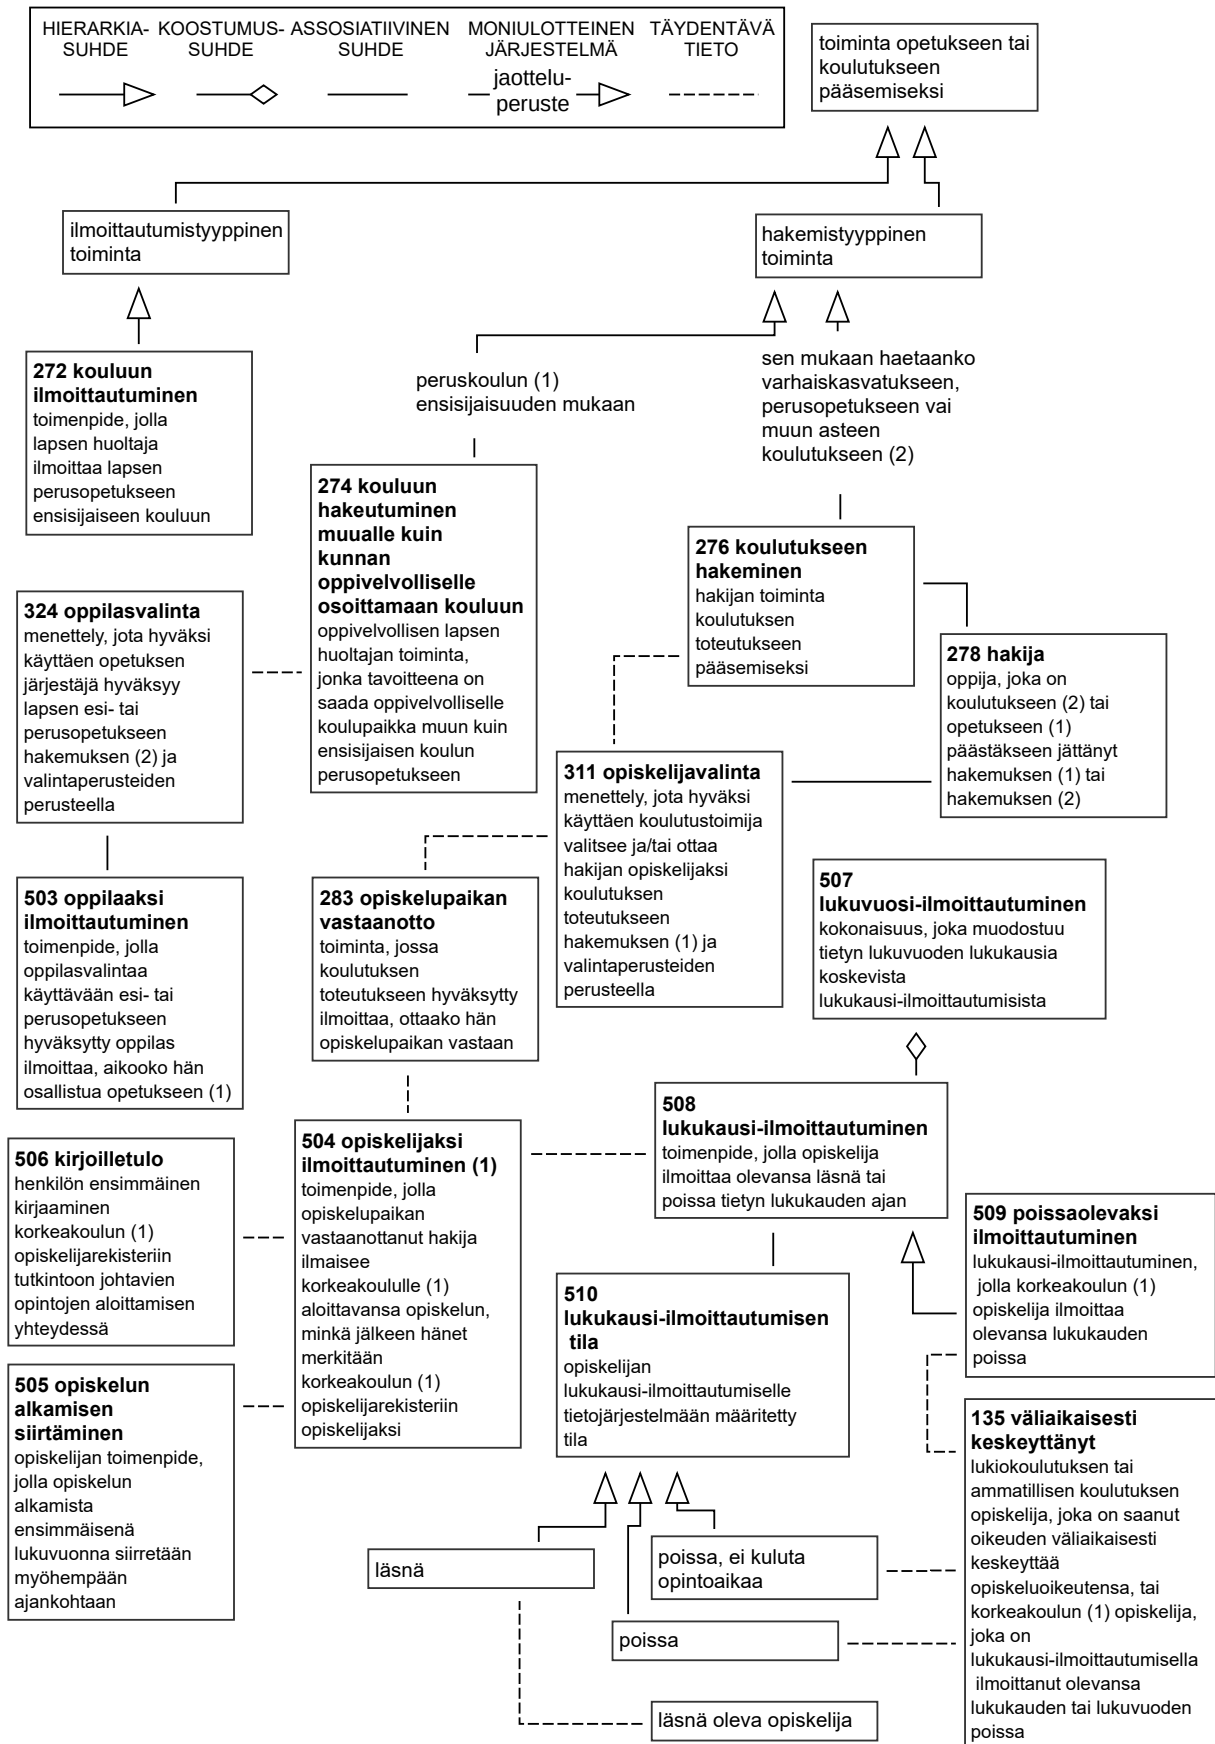 HIERARKIA-
SUHDE
KOOSTUMUS-
SUHDE
ASSOSIATIIVINEN
SUHDE
MONIULOTTEINEN
JÄRJESTELMÄ
jaottelu-
peruste
TÄYDENTÄVÄ
TIETO
toiminta opetukseen tai
koulutukseen
pääsemiseksi
ilmoittautumistyyppinen
toiminta
hakemistyyppinen
toiminta
272 kouluun
ilmoittautuminen
toimenpide, jolla
lapsen huoltaja
ilmoittaa lapsen
perusopetukseen
ensisijaiseen kouluun
peruskoulun (1)
ensisijaisuuden mukaan
sen mukaan haetaanko
varhaiskasvatukseen,
perusopetukseen vai
muun asteen
koulutukseen (2)
274 kouluun
hakeutuminen
muualle kuin
kunnan
oppivelvolliselle
osoittamaan kouluun
oppivelvollisen lapsen
huoltajan toiminta,
jonka tavoitteena on
saada oppivelvolliselle
koulupaikka muun kuin
ensisijaisen koulun
perusopetukseen
276 koulutukseen
hakeminen
hakijan toiminta
koulutuksen
toteutukseen
pääsemiseksi
324 oppilasvalinta
menettely, jota hyväksi
käyttäen opetuksen
järjestäjä hyväksyy
lapsen esi- tai
perusopetukseen
hakemuksen (2) ja
valintaperusteiden
perusteella
278 hakija
oppija, joka on
koulutukseen (2) tai
opetukseen (1)
päästäkseen jättänyt
hakemuksen (1) tai
hakemuksen (2)
311 opiskelijavalinta
menettely, jota hyväksi
käyttäen koulutustoimija
valitsee ja/tai ottaa
hakijan opiskelijaksi
koulutuksen
toteutukseen
hakemuksen (1) ja
valintaperusteiden
perusteella
503 oppilaaksi
ilmoittautuminen
toimenpide, jolla
oppilasvalintaa
käyttävään esi- tai
perusopetukseen
hyväksytty oppilas
ilmoittaa, aikooko hän
osallistua opetukseen (1)
283 opiskelupaikan
vastaanotto
toiminta, jossa
koulutuksen
toteutukseen hyväksytty
ilmoittaa, ottaako hän
opiskelupaikan vastaan
507
lukuvuosi-ilmoittautuminen
kokonaisuus, joka muodostuu
tietyn lukuvuoden lukukausia
koskevista
lukukausi-ilmoittautumisista
508
lukukausi-ilmoittautuminen
toimenpide, jolla opiskelija
ilmoittaa olevansa läsnä tai
poissa tietyn lukukauden ajan
506 kirjoilletulo
henkilön ensimmäinen
kirjaaminen
korkeakoulun (1)
opiskelijarekisteriin
tutkintoon johtavien
opintojen aloittamisen
yhteydessä
504 opiskelijaksi
ilmoittautuminen (1)
toimenpide, jolla
opiskelupaikan
vastaanottanut hakija
ilmaisee
korkeakoululle (1)
aloittavansa opiskelun,
minkä jälkeen hänet
merkitään
korkeakoulun (1)
opiskelijarekisteriin
opiskelijaksi
509 poissaolevaksi
ilmoittautuminen
lukukausi-ilmoittautuminen,
jolla korkeakoulun (1)
opiskelija ilmoittaa
olevansa lukukauden
poissa
510
lukukausi-ilmoittautumisen
tila
opiskelijan
lukukausi-ilmoittautumiselle
tietojärjestelmään määritetty
tila
505 opiskelun
alkamisen
siirtäminen
opiskelijan toimenpide,
jolla opiskelun
alkamista
ensimmäisenä
lukuvuonna siirretään
myöhempään
ajankohtaan
135 väliaikaisesti
keskeyttänyt
lukiokoulutuksen tai
ammatillisen koulutuksen
opiskelija, joka on saanut
oikeuden väliaikaisesti
keskeyttää
opiskeluoikeutensa, tai
korkeakoulun (1) opiskelija,
joka on
lukukausi-ilmoittautumisella
ilmoittanut olevansa
lukukauden tai lukuvuoden
poissa
läsnä
poissa, ei kuluta
opintoaikaa
poissa
läsnä oleva opiskelija